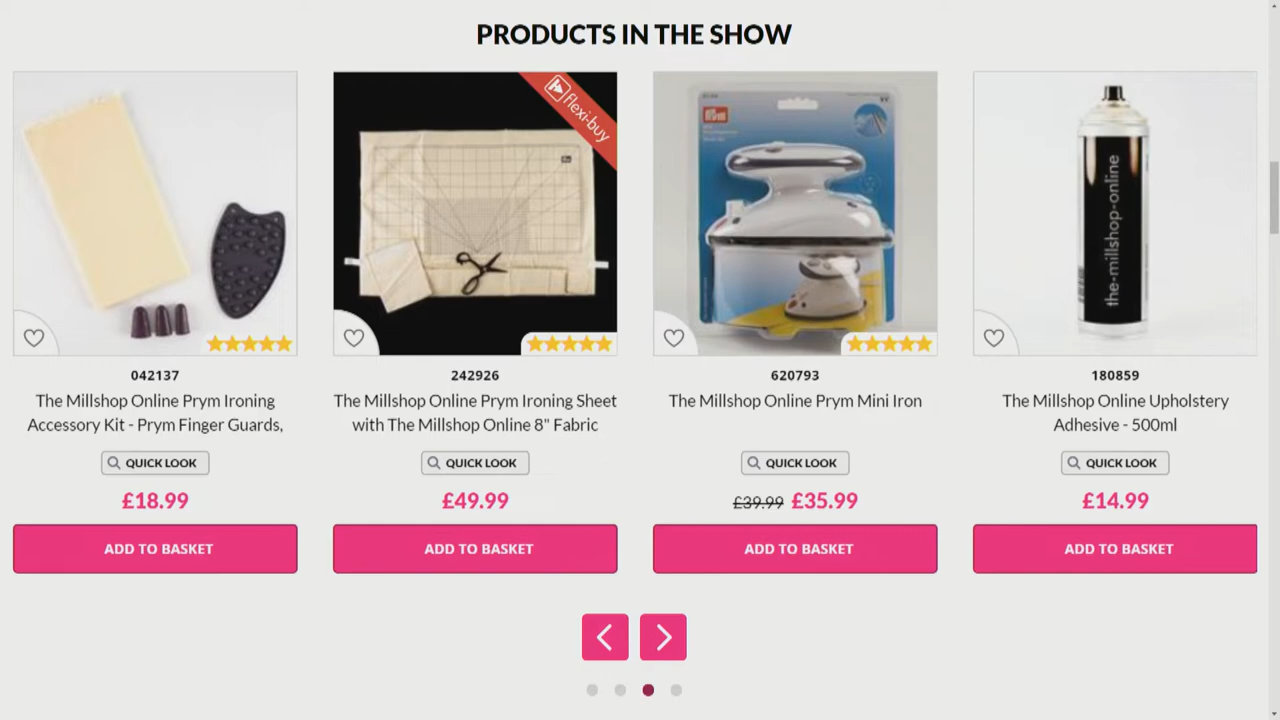 PRODUCTS IN THE SHOW
flexi-buy
the-millshop-online
042137
The Millshop Online Prym Ironing
Accessory Kit - Prym Finger Guards,
QUICK LOOK
£18.99
ADD TO BASKET
242926
The Millshop Online Prym Ironing Sheet
with The Millshop Online 8" Fabric
QUICK LOOK
£49.99
ADD TO BASKET
620793
The Millshop Online Prym Mini Iron
QUICK LOOK
£39.99 £35.99
ADD TO BASKET
180859
The Millshop Online Upholstery
Adhesive - 500ml
QUICK LOOK
£14.99
ADD TO BASKET